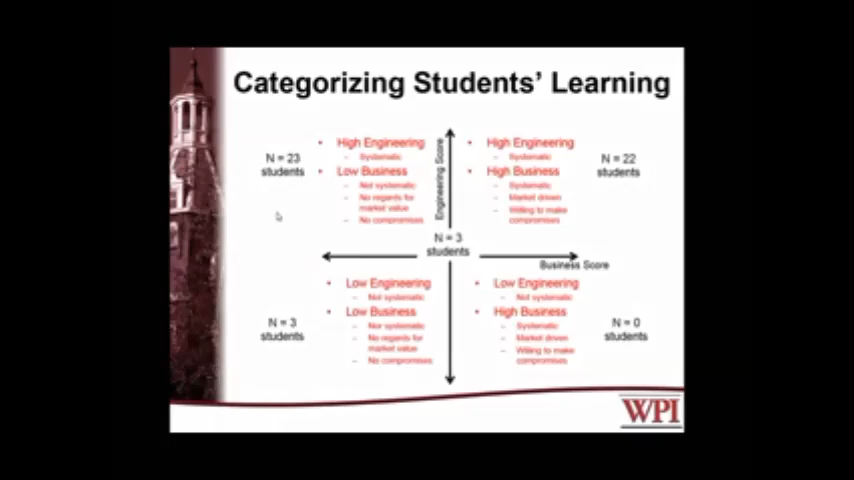 Categorizing Students' Learning
N = 23
students
• High Engineering
– Systematic
• Low Business
– Not systematic
– No regards for
market value
– No compromises
Engineering Score
• High Engineering
– Systematic
• High Business
– Systematic
– Market driven
– Willing to make
compromises
N = 22
students
N = 3
students
Business Score
N = 3
students
• Low Engineering
– Not systematic
• Low Business
– Not systematic
– No regards for
market value
– No compromises
• Low Engineering
– Not systematic
• High Business
– Systematic
– Market driven
– Willing to make
compromises
N = 0
students
WPI